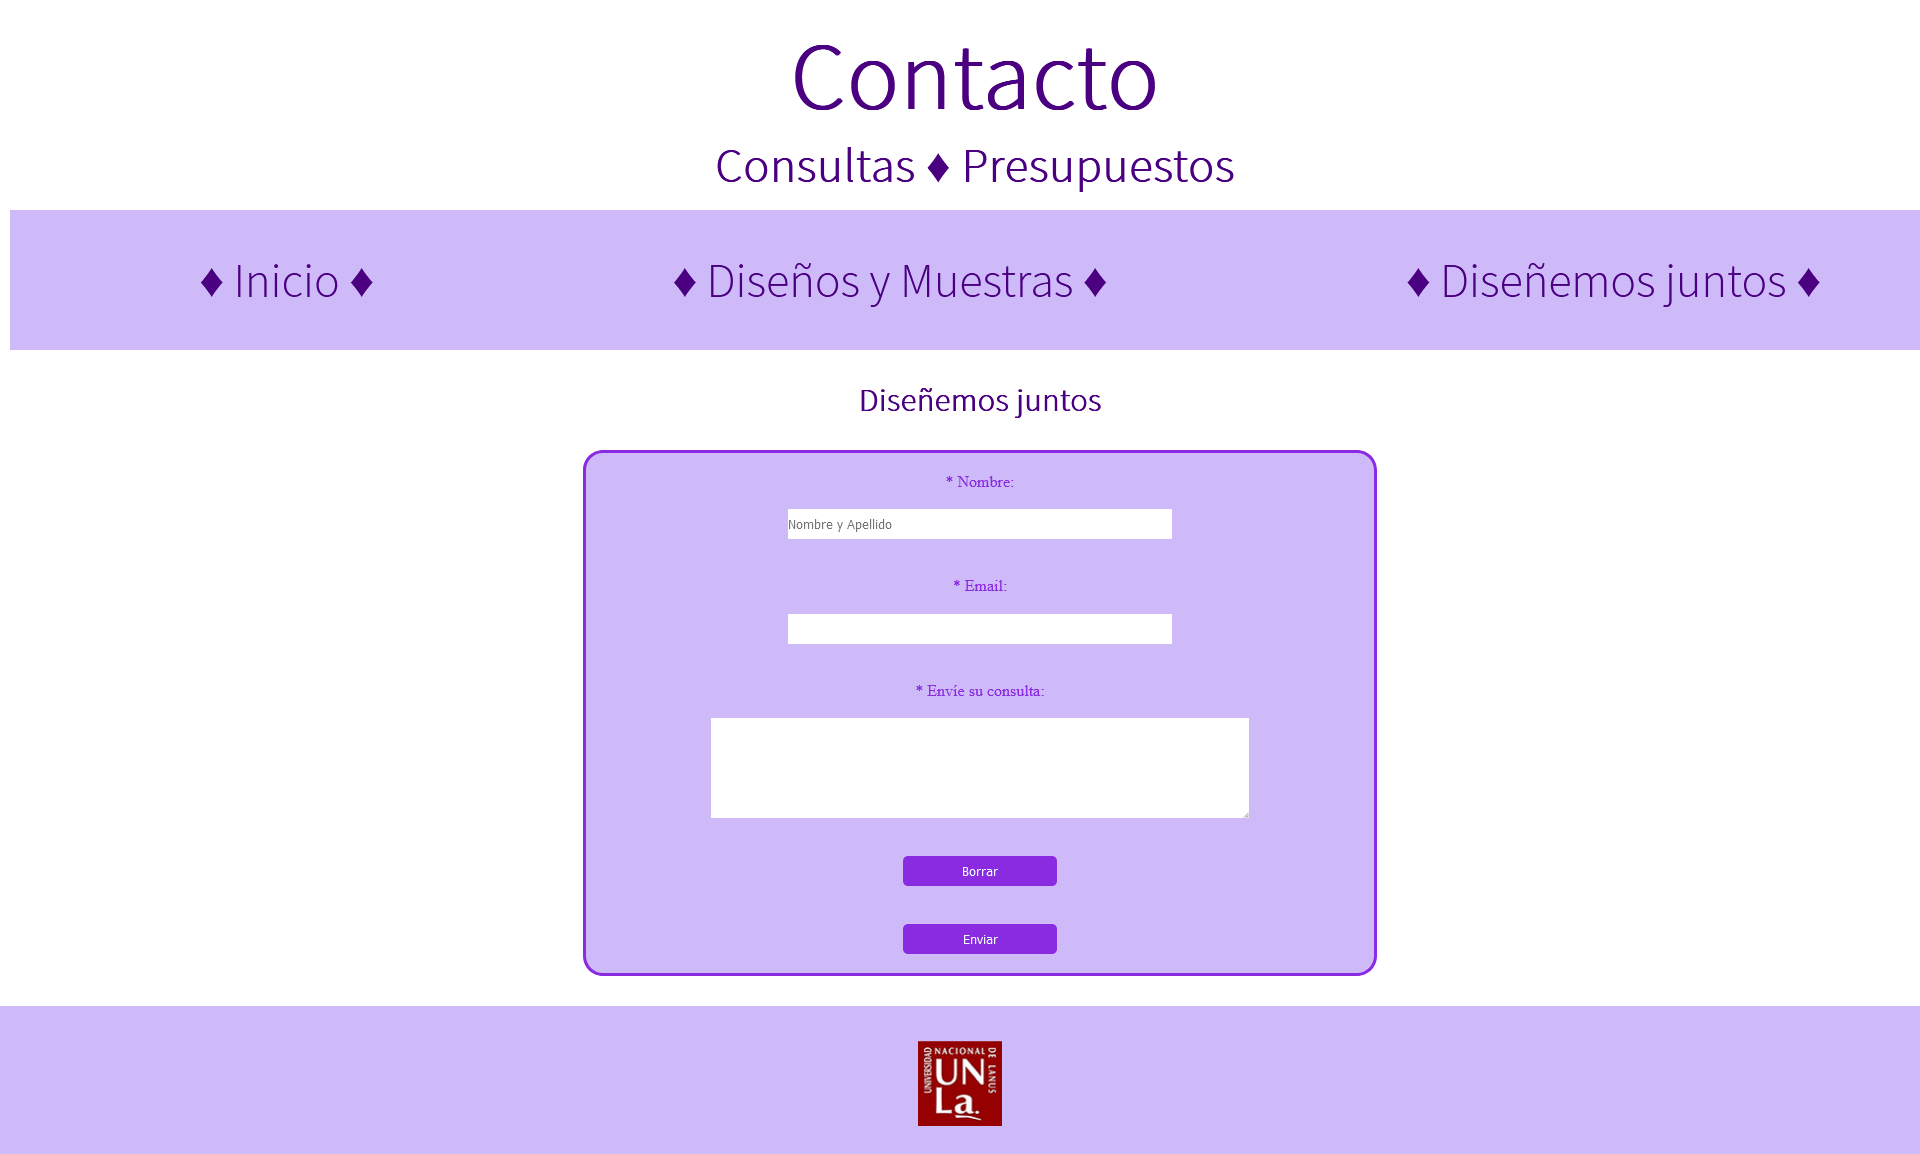 Contacto
Consultas ♦ Presupuestos
♦ Inicio ♦
♦ Diseños y Muestras ♦
♦ Diseñemos juntos ♦
Diseñemos juntos
* Nombre:
Nombre y Apellido
* Email:
* Envíe su consulta:
Borrar
Enviar
UNIVERSIDAD NACIONAL DE LANUS
UN
La.